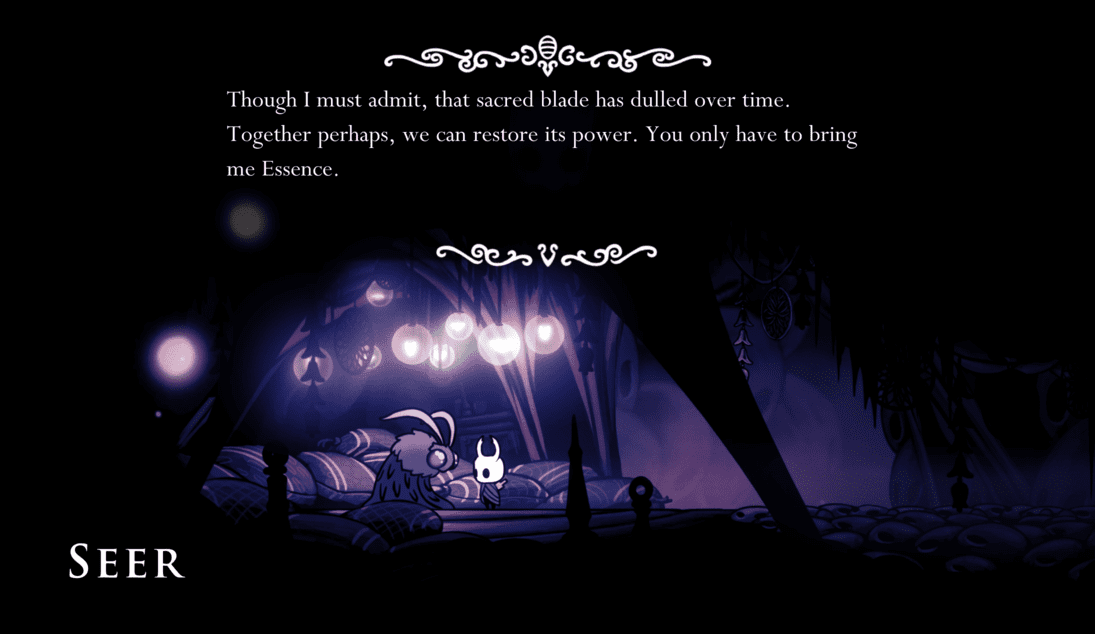 Though I must admit, that sacred blade has dulled over time.
Together perhaps, we can restore its power. You only have to bring
me Essence.
SEER